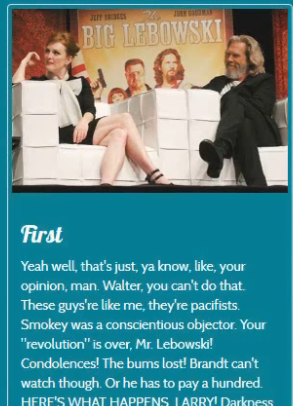 JEFF BRIDGES
JOHN GOODMAN
The
BIG LEBOWSKI
First
Yeah well, that's just, ya know, like, your
opinion, man. Walter, you can't do that.
These guys're like me, they're pacifists.
Smokey was a conscientious objector. Your
"revolution" is over, Mr. Lebowski!
Condolences! The bums lost! Brandt can't
watch though. Or he has to pay a hundred.
HERE'S WHAT HAPPENS, LARRY! Darkness